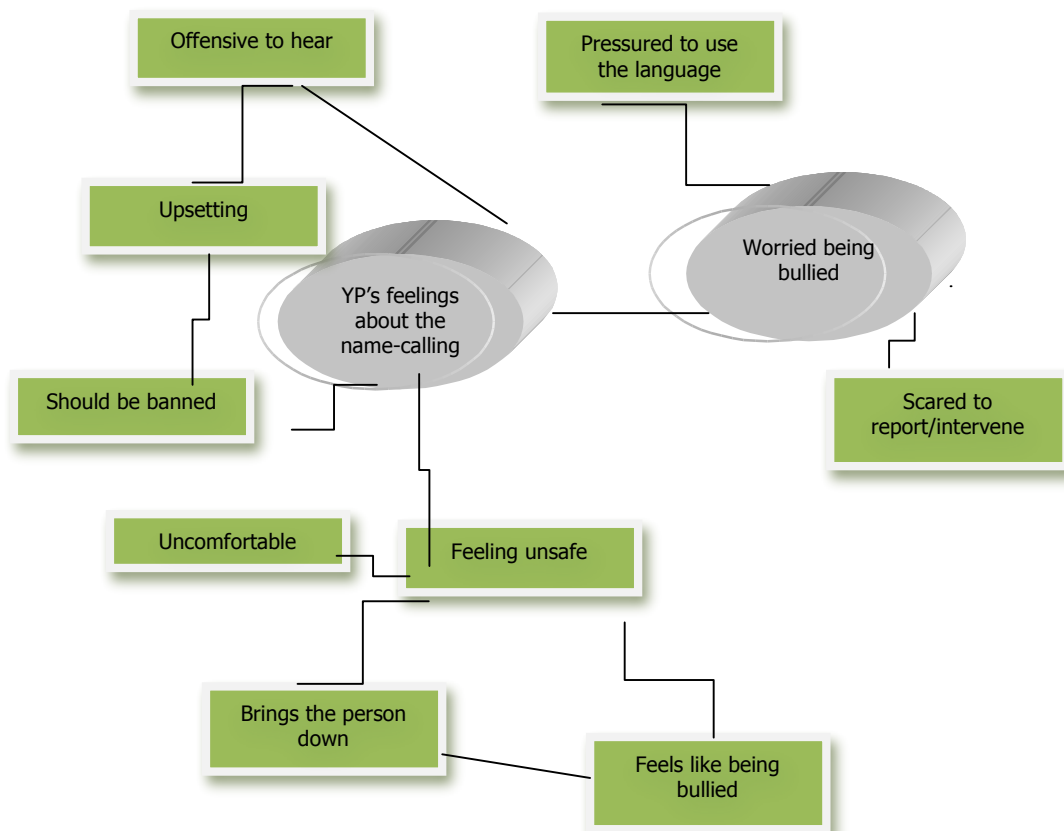 Offensive to hear
Pressured to use
the language
Upsetting
Worried being
bullied
YP’s feelings
about the
name-calling
Should be banned
Scared to
report/intervene
Uncomfortable
Feeling unsafe
Brings the person
down
Feels like being
bullied